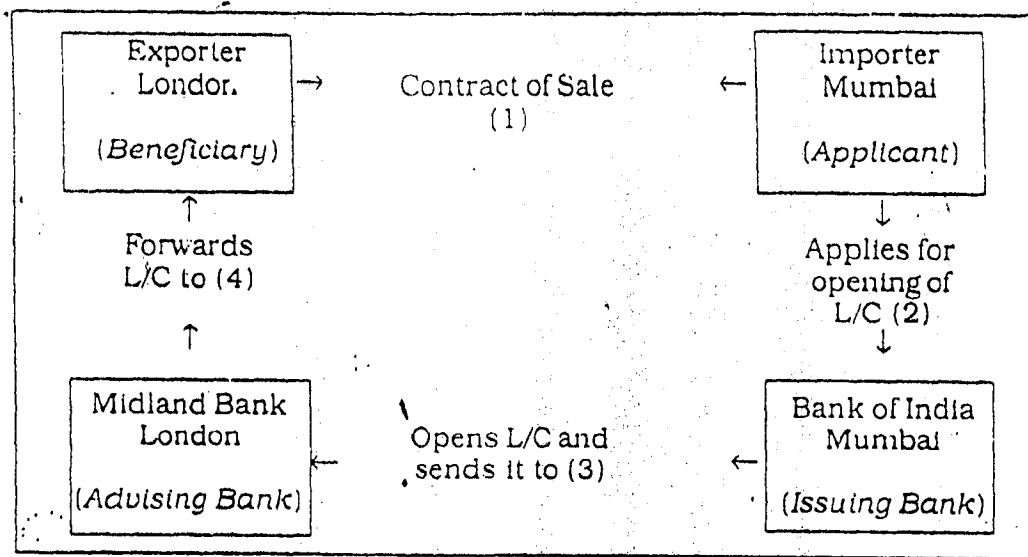 Exporter
London.
(Beneficiary)
→ Contract of Sale ←
(1)
Importer
Mumbai
(Applicant)
↑
Forwards
L/C to (4)
↑
↓
Applies for
opening of
L/C (2)
↓
Midland Bank
London
(Advising Bank)
← Opens L/C and ←
sends it to (3)
Bank of India
Mumbai
(Issuing Bank)